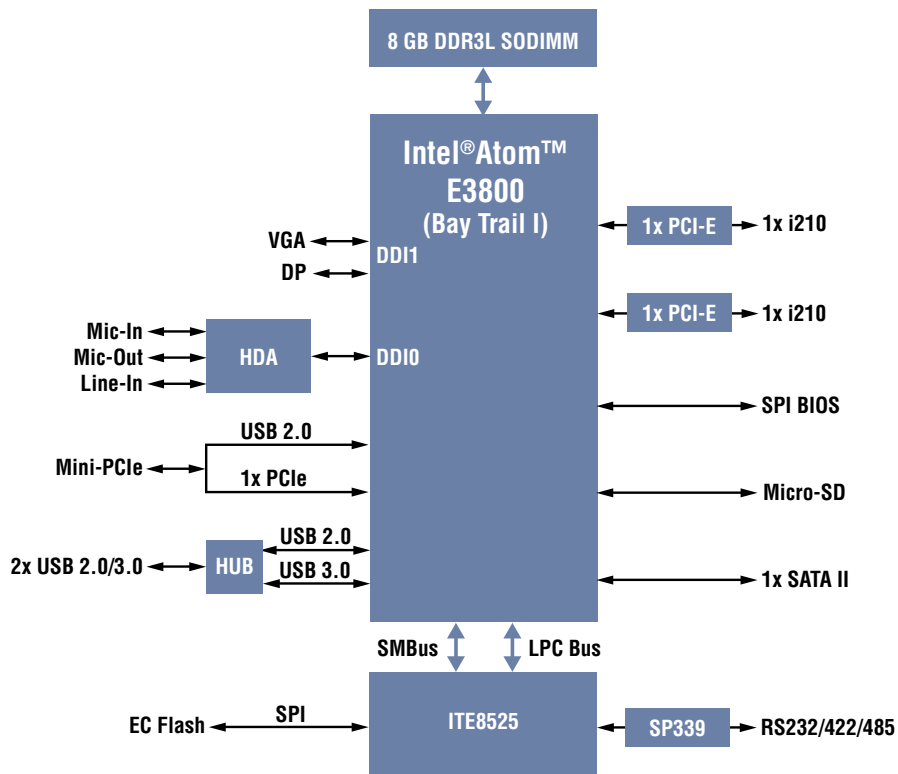 8 GB DDR3L SODIMM
Intel®Atom™
E3800
(Bay Trail I)
VGA
DP
DDI1
Mic-In
Mic-Out
Line-In
HDA
DDI0
Mini-PCIe
USB 2.0
1x PCIe
2x USB 2.0/3.0
HUB
USB 2.0
USB 3.0
1x PCI-E
1x i210
1x PCI-E
1x i210
SPI BIOS
Micro-SD
1x SATA II
SMBus
LPC Bus
EC Flash
SPI
ITE8525
SP339
RS232/422/485